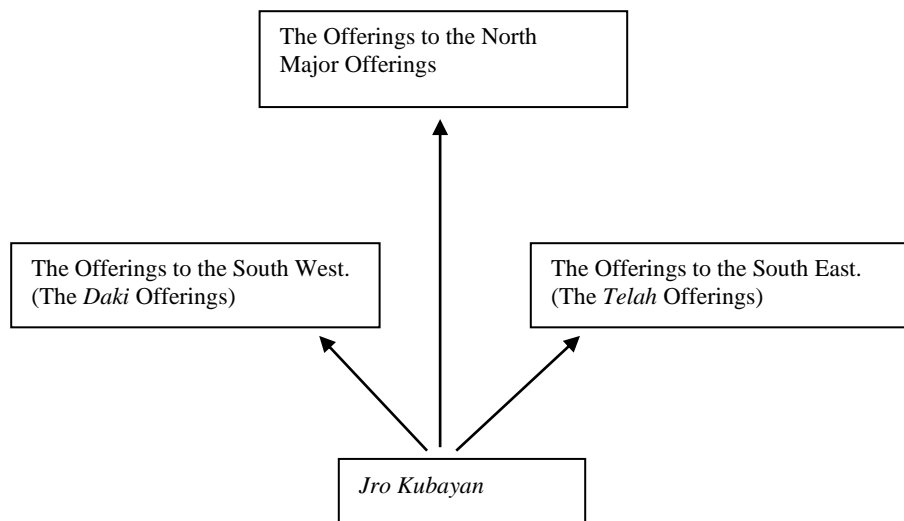 The Offerings to the North
Major Offerings
The Offerings to the South West.
(The Daki Offerings)
The Offerings to the South East.
(The Telah Offerings)
Jro Kubayan